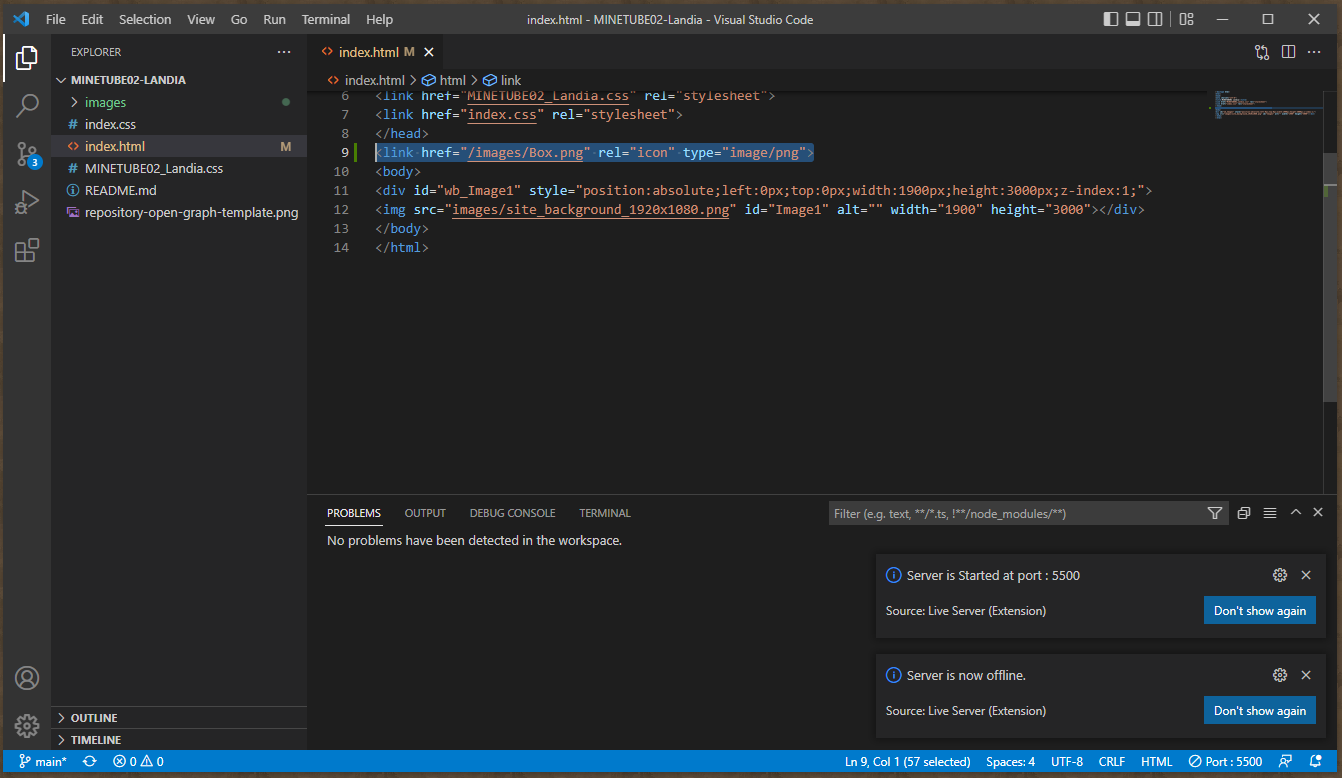 File Edit Selection View Go Run Terminal Help index.html - MINETUBE02-Landia - Visual Studio Code
EXPLORER
MINETUBE02-LANDIA
images
# index.css
<> index.html M
# MINETUBE02_Landia.css
README.md
repository-open-graph-template.png
OUTLINE
TIMELINE
3
<> index.html M
<> index.html > html > link
6 <link href="MINETUBE02_Landia.css" rel="stylesheet">
7 <link href="index.css" rel="stylesheet">
8 </head>
9 <link href="/images/Box.png" rel="icon" type="image/png">
10 <body>
11 <div id="wb_Image1" style="position:absolute;left:0px;top:0px;width:1900px;height:3000px;z-index:1;">
12 <img src="images/site_background_1920x1080.png" id="Image1" alt="" width="1900" height="3000"></div>
13 </body>
14 </html>
PROBLEMS OUTPUT DEBUG CONSOLE TERMINAL Filter (e.g. text, **/*.ts, !**/node_modules/**)
No problems have been detected in the workspace.
Server is Started at port : 5500
Source: Live Server (Extension) Don't show again
Server is now offline.
Source: Live Server (Extension) Don't show again
main* 0 0 Ln 9, Col 1 (57 selected) Spaces: 4 UTF-8 CRLF HTML Port : 5500